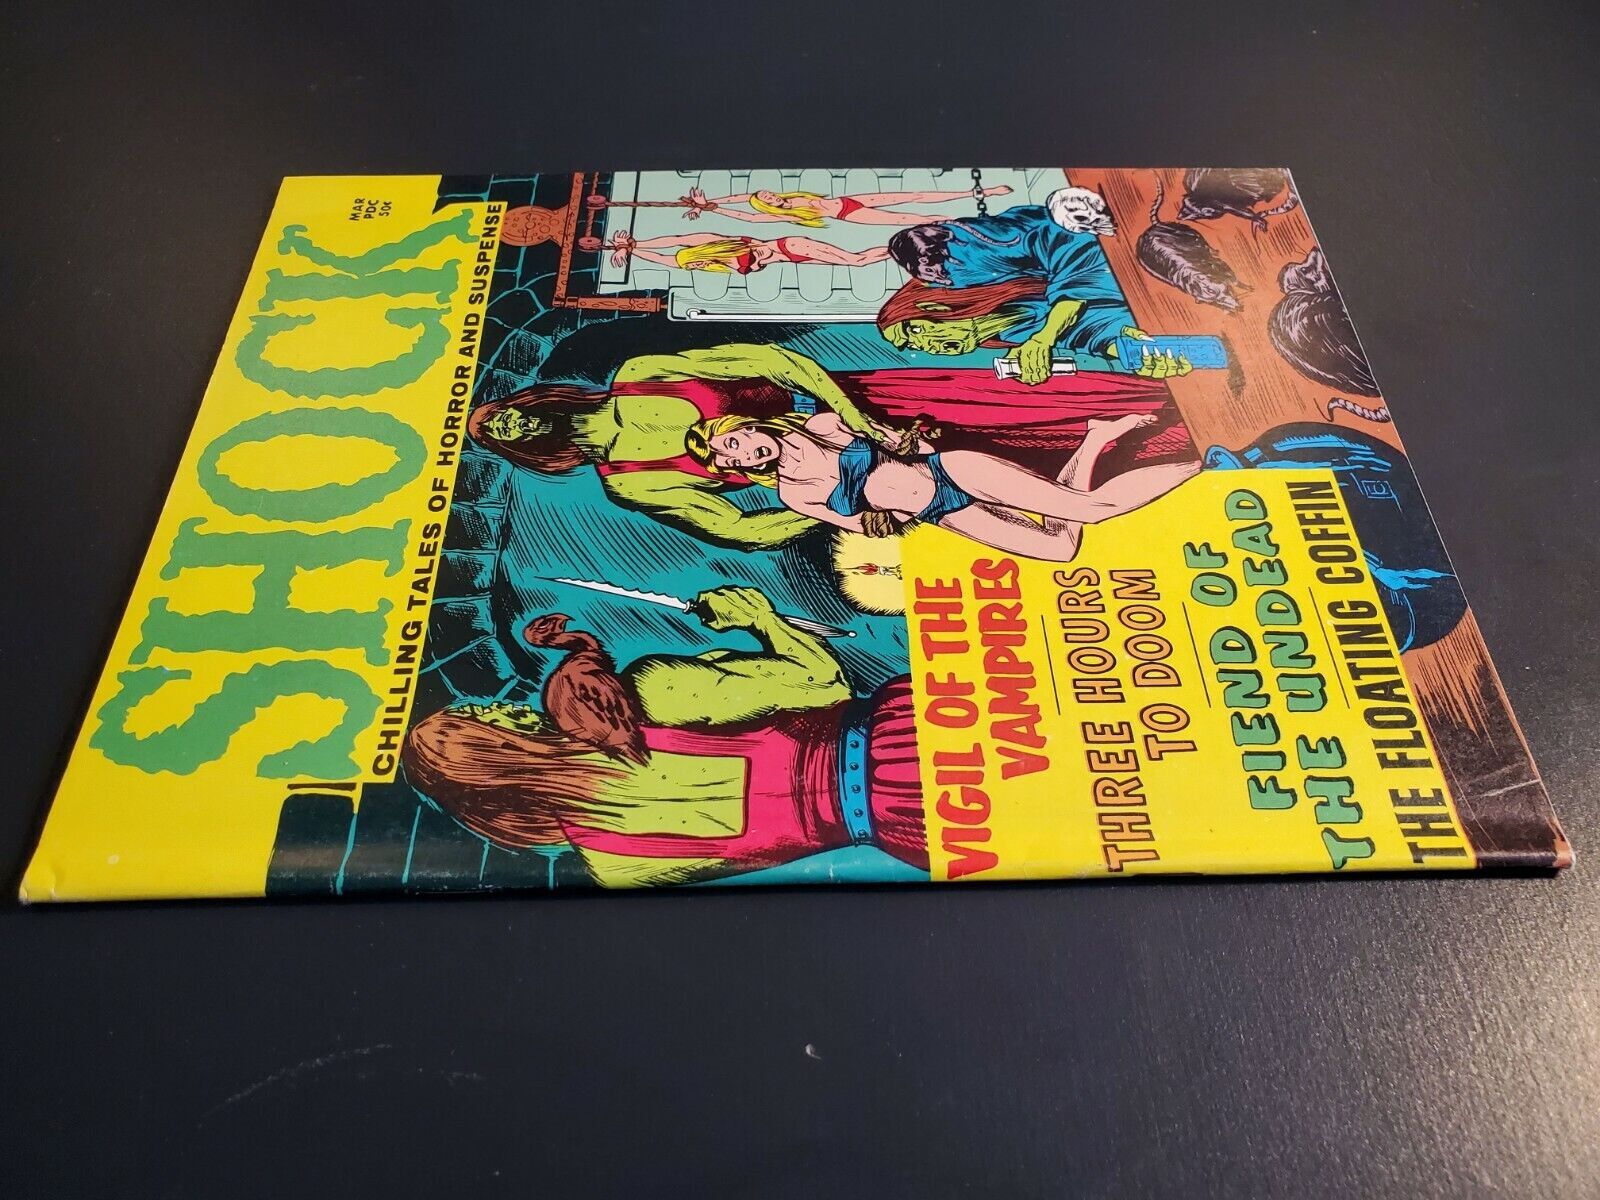 SHOCK
MAR
PDC
50¢
CHILLING TALES OF HORROR AND SUSPENSE
VIGIL OF THE
VAMPIRES
THREE HOURS
TO DOOM
FIEND OF
THE UNDEAD
THE FLOATING COFFIN